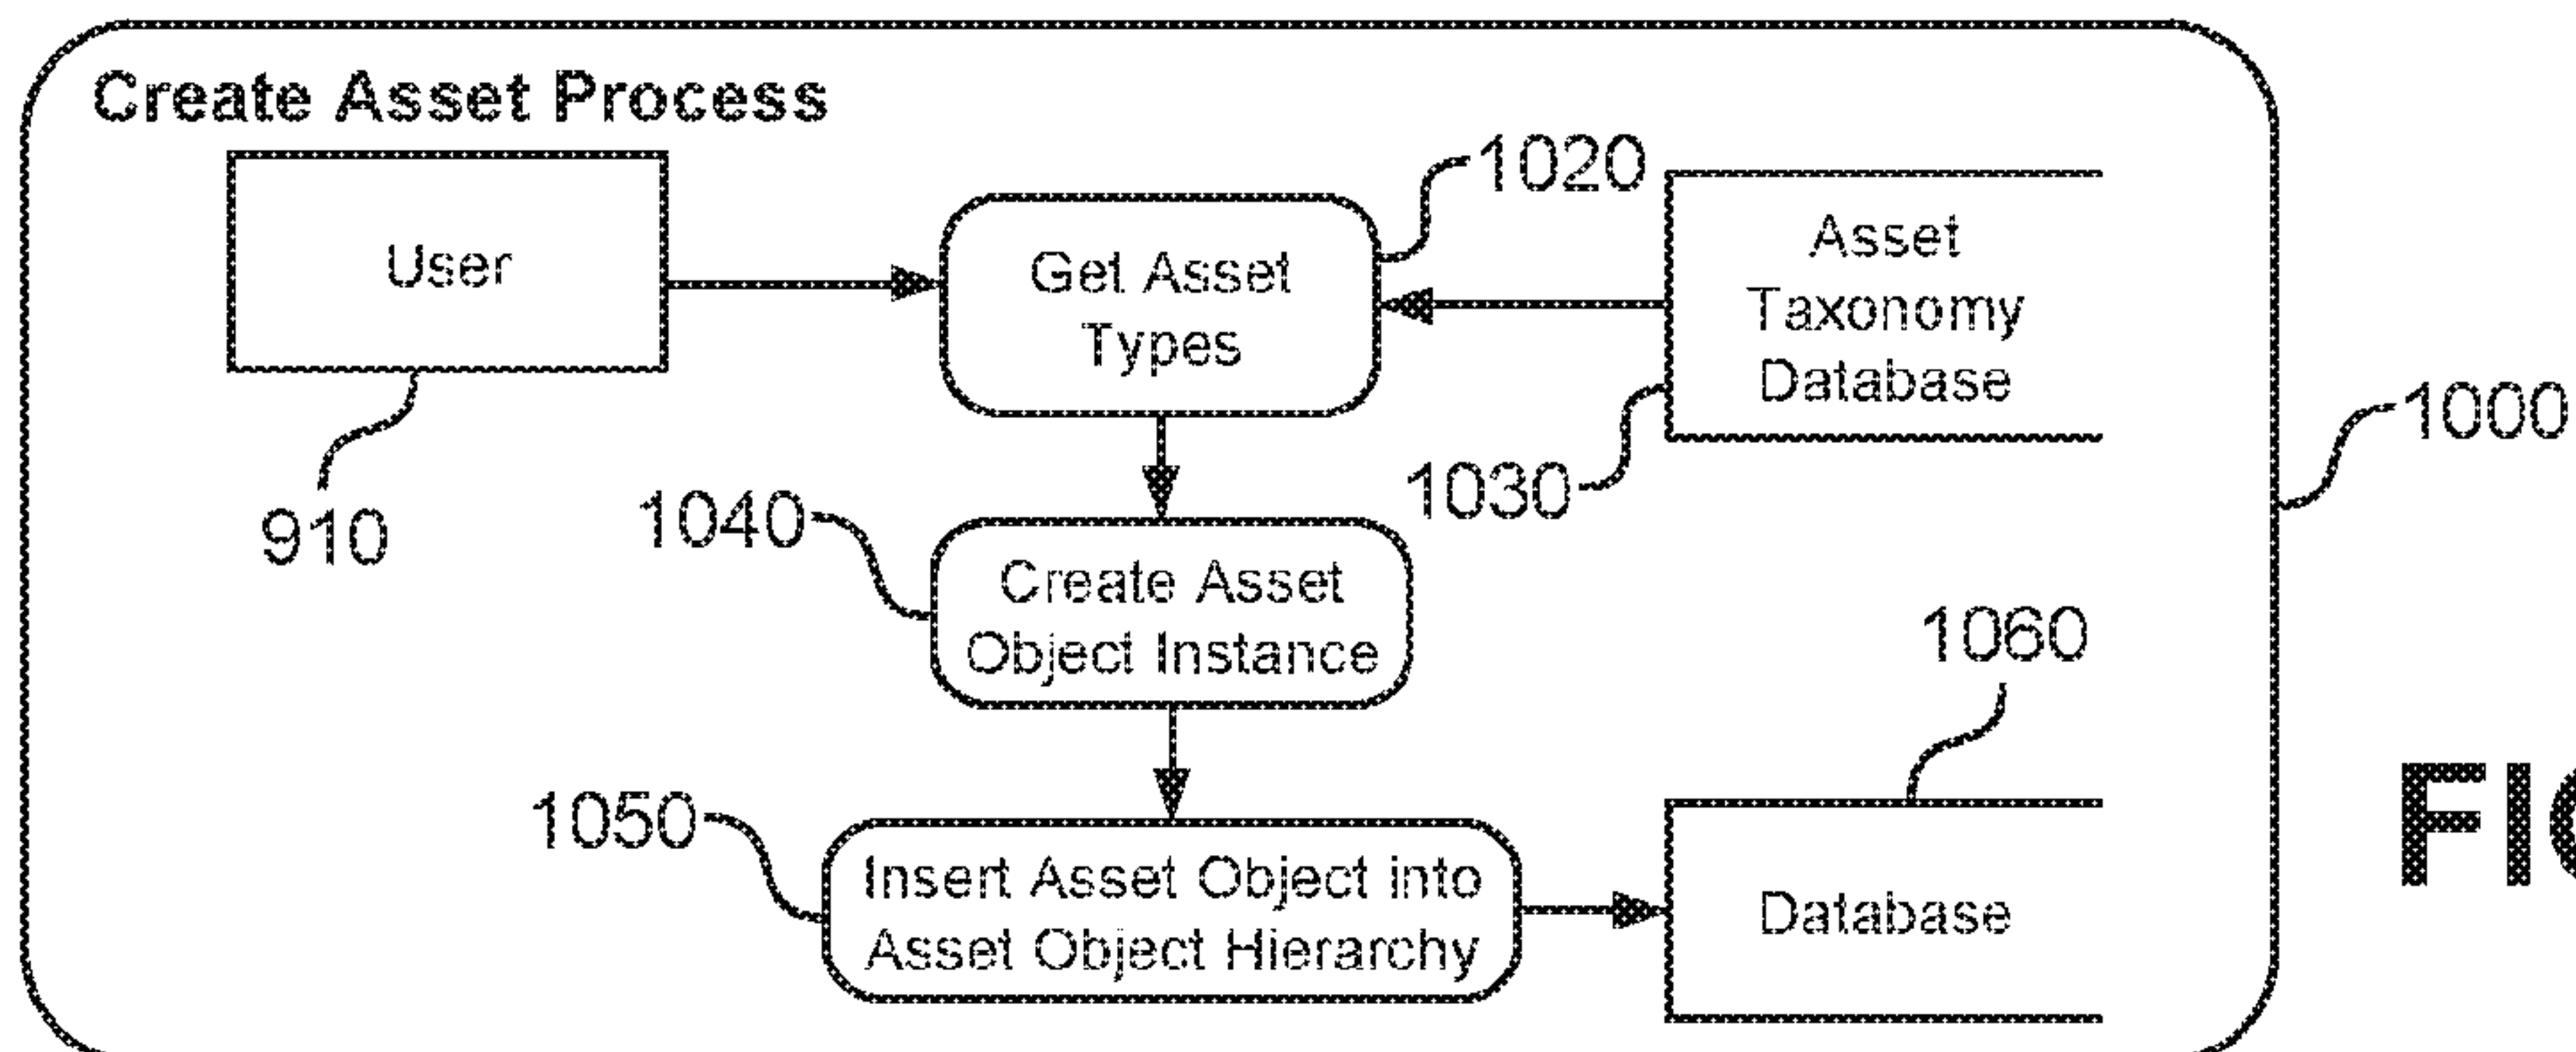 Create Asset Process
User
910
Get Asset
Types
1020
Asset
Taxonomy
Database
1030
1000
1040
Create Asset
Object Instance
1050
Insert Asset Object into
Asset Object Hierarchy
1060
Database